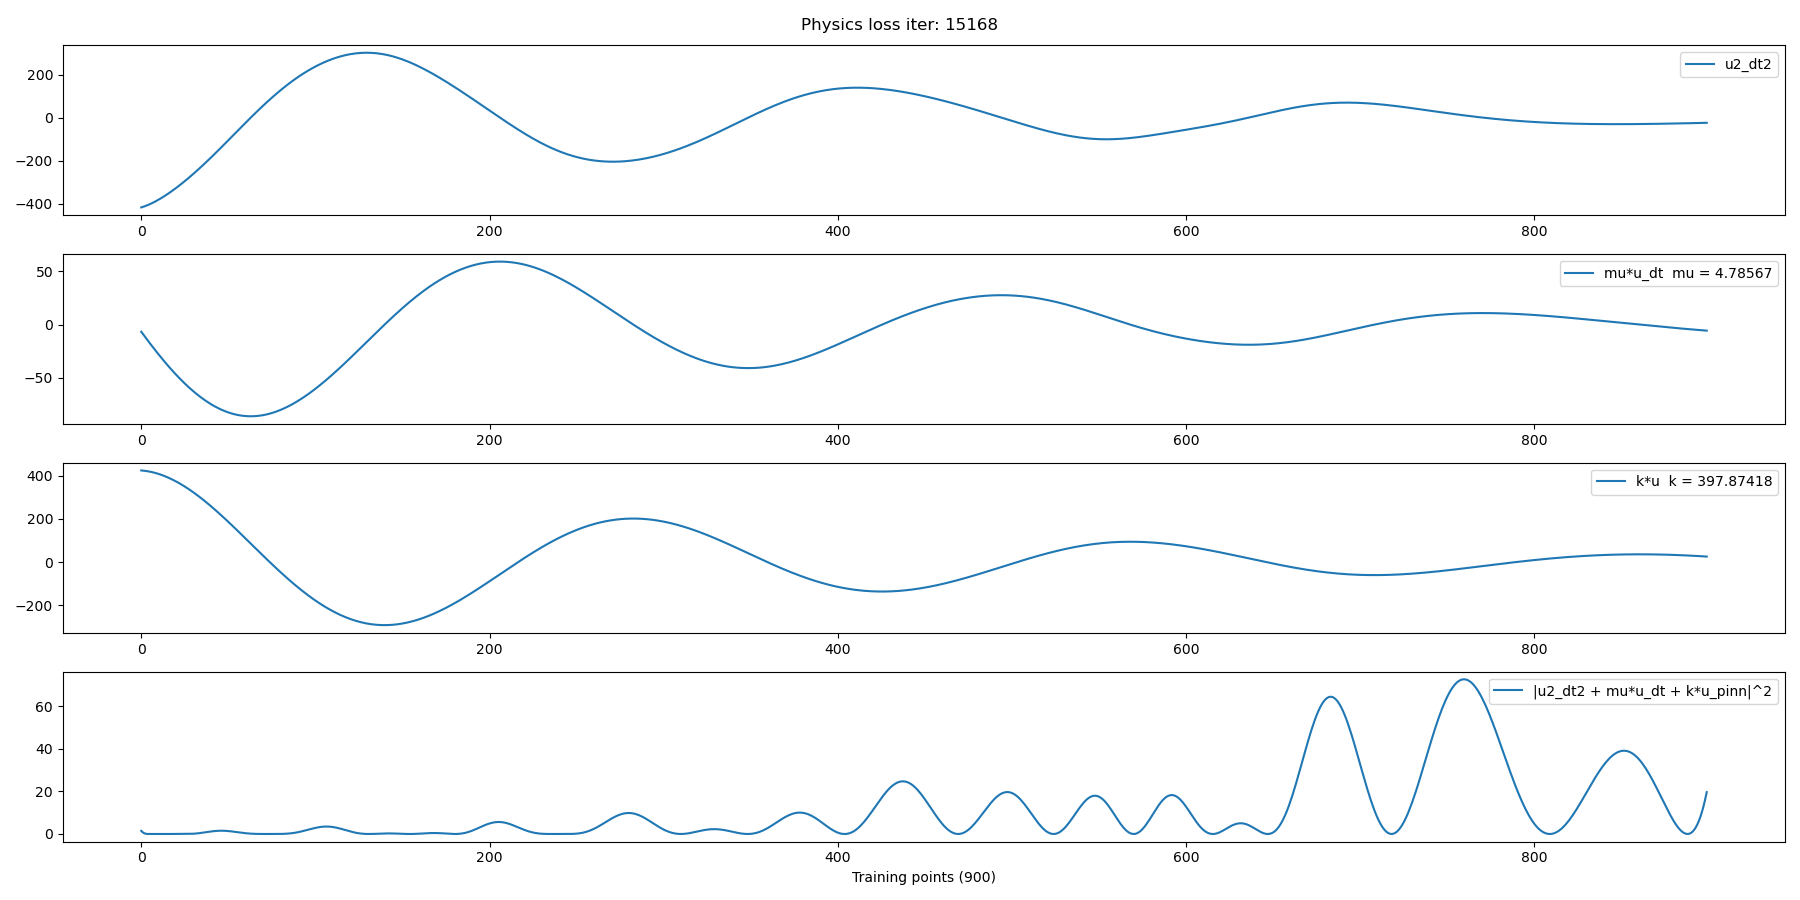 Physics loss iter: 15168
u2_dt2
200
0
−200
−400
0 200 400 600 800
mu*u_dt  mu = 4.78567
50
0
−50
0 200 400 600 800
k*u  k = 397.87418
400
200
0
−200
0 200 400 600 800
|u2_dt2 + mu*u_dt + k*u_pinn|^2
60
40
20
0
0 200 400 600 800
Training points (900)